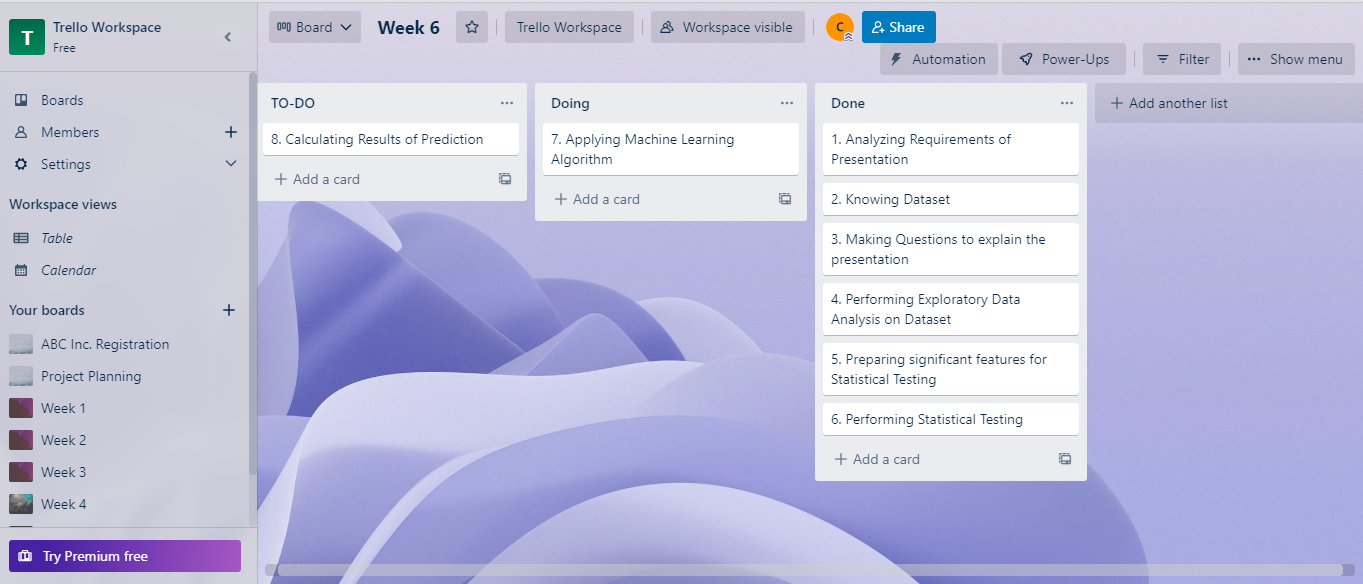 T
Trello Workspace
Free
Boards
Members
Settings
Workspace views
Table
Calendar
Your boards
ABC Inc. Registration
Project Planning
Week 1
Week 2
Week 3
Week 4
Try Premium free
Board
Week 6
Trello Workspace
Workspace visible
C
Share
Automation
Power-Ups
Filter
Show menu
TO-DO
8. Calculating Results of Prediction
Add a card
Doing
7. Applying Machine Learning
Algorithm
Add a card
Done
1. Analyzing Requirements of
Presentation
2. Knowing Dataset
3. Making Questions to explain the
presentation
4. Performing Exploratory Data
Analysis on Dataset
5. Preparing significant features for
Statistical Testing
6. Performing Statistical Testing
Add a card
Add another list